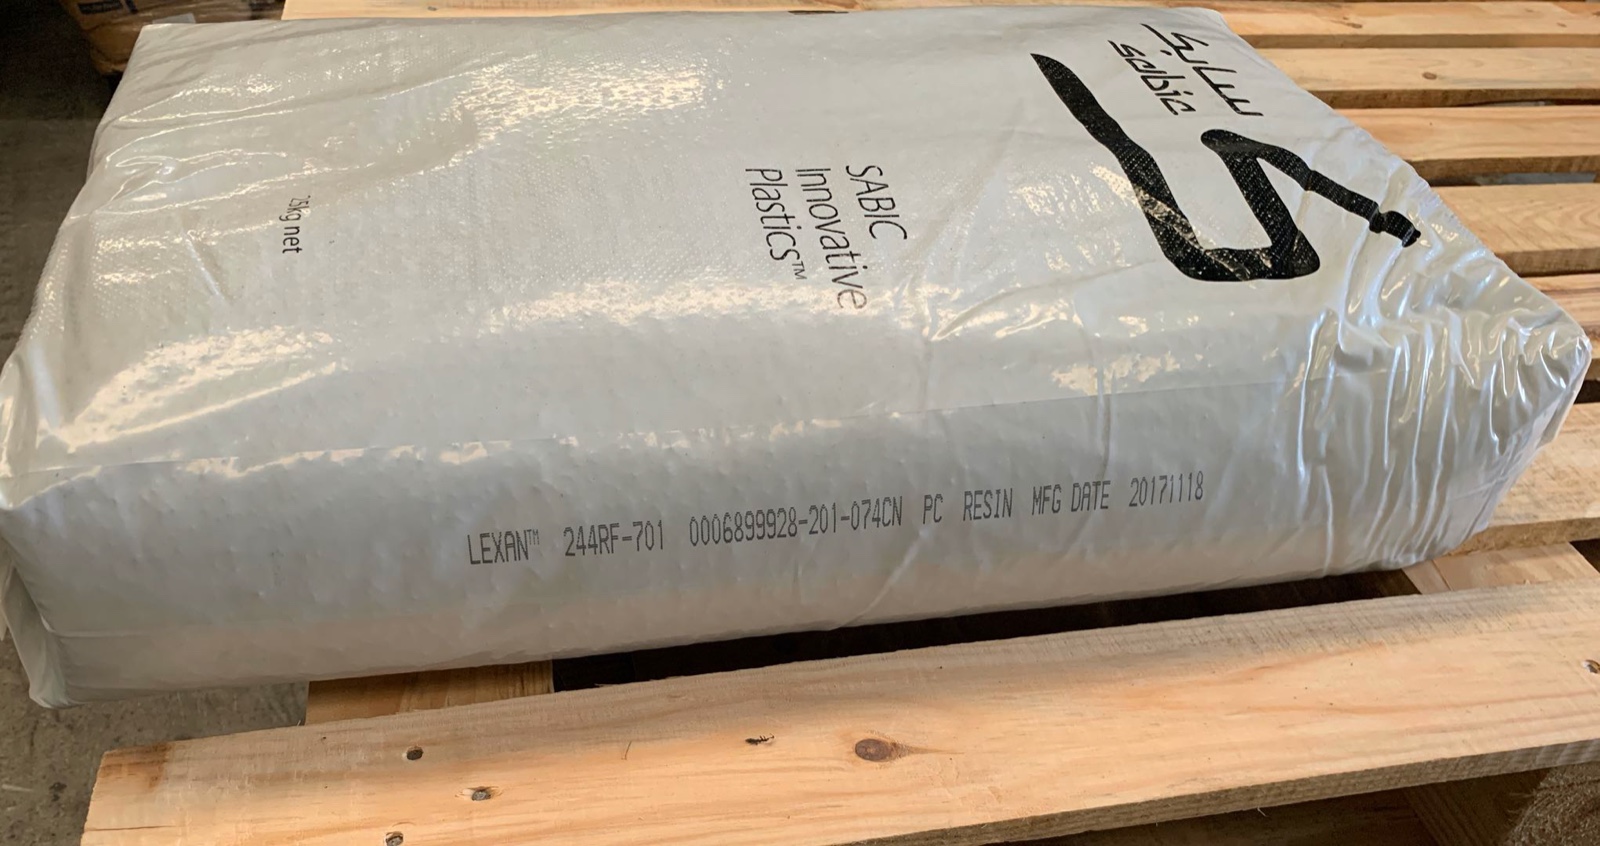 سابك
sabic
SABIC
Innovative
Plastics™
25kg net
LEXAN™ 244RF-701 0006899928-201-074CN PC RESIN MFG DATE 20171118